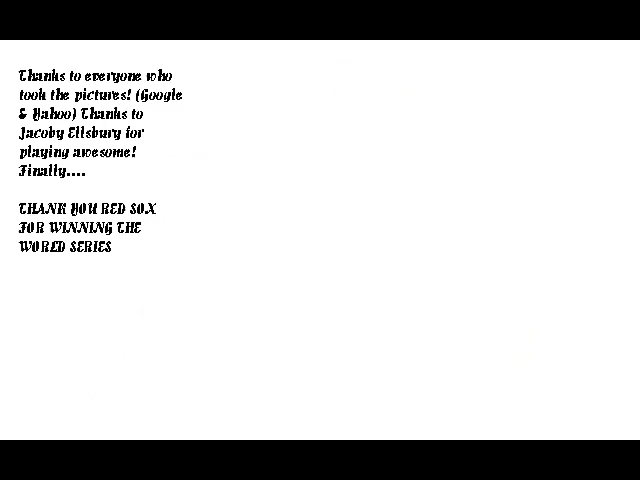 Thanks to everyone who
took the pictures! (Google
& Yahoo) Thanks to
Jacoby Ellsbury for
playing awesome!
Finally....
THANK YOU RED SOX
FOR WINNING THE
WORLD SERIES